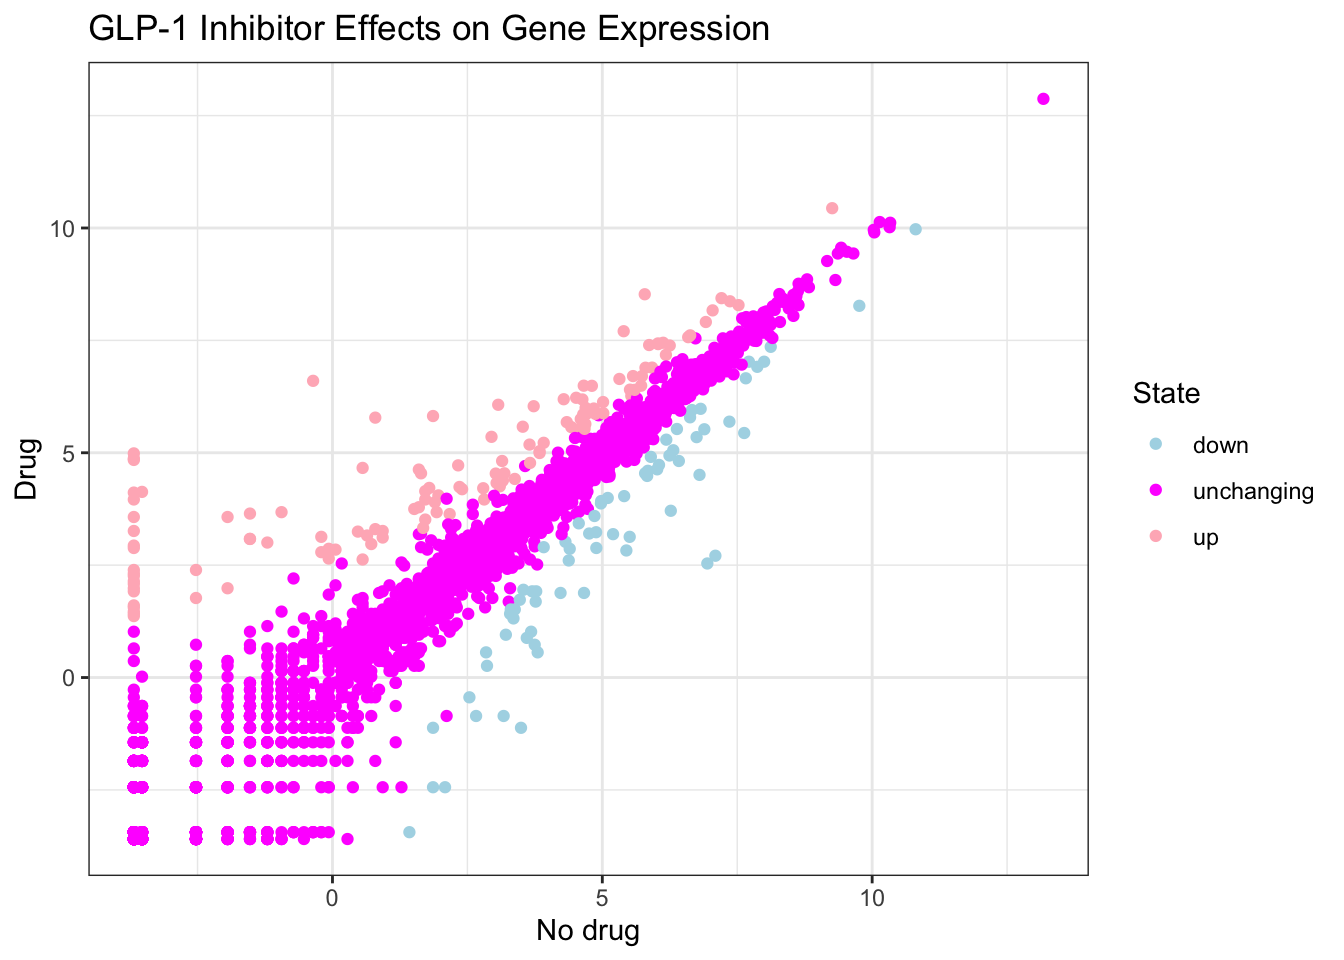 GLP-1 Inhibitor Effects on Gene Expression
10
5
0
Drug
0
5
10
No drug
State
down
unchanging
up